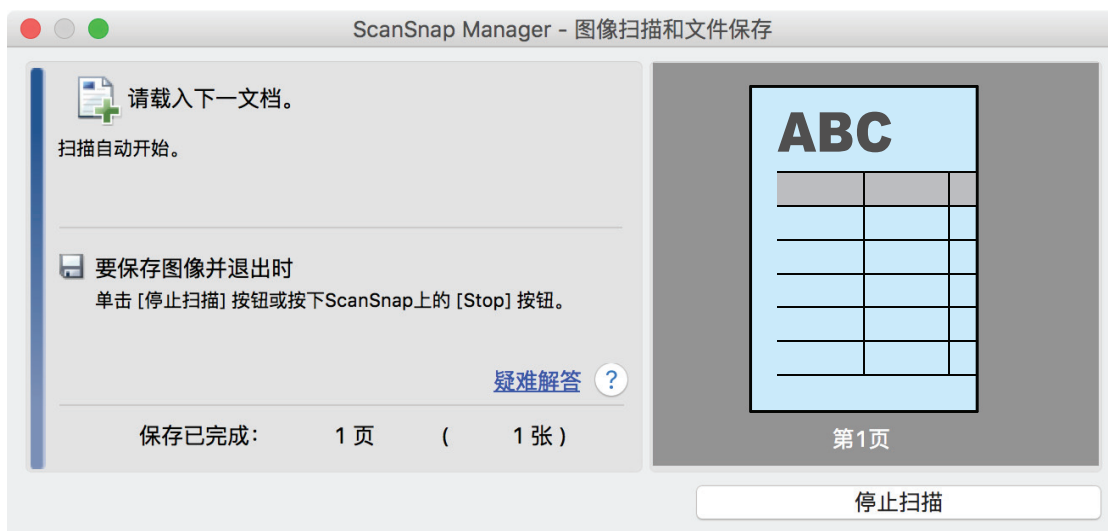 ScanSnap Manager - 图像扫描和文件保存
请载入下一文档。
扫描自动开始。
要保存图像并退出时
单击 [停止扫描] 按钮或按下ScanSnap上的 [Stop] 按钮。
疑难解答 ?
保存已完成: 1 页 ( 1 张 )
ABC
第1页
停止扫描